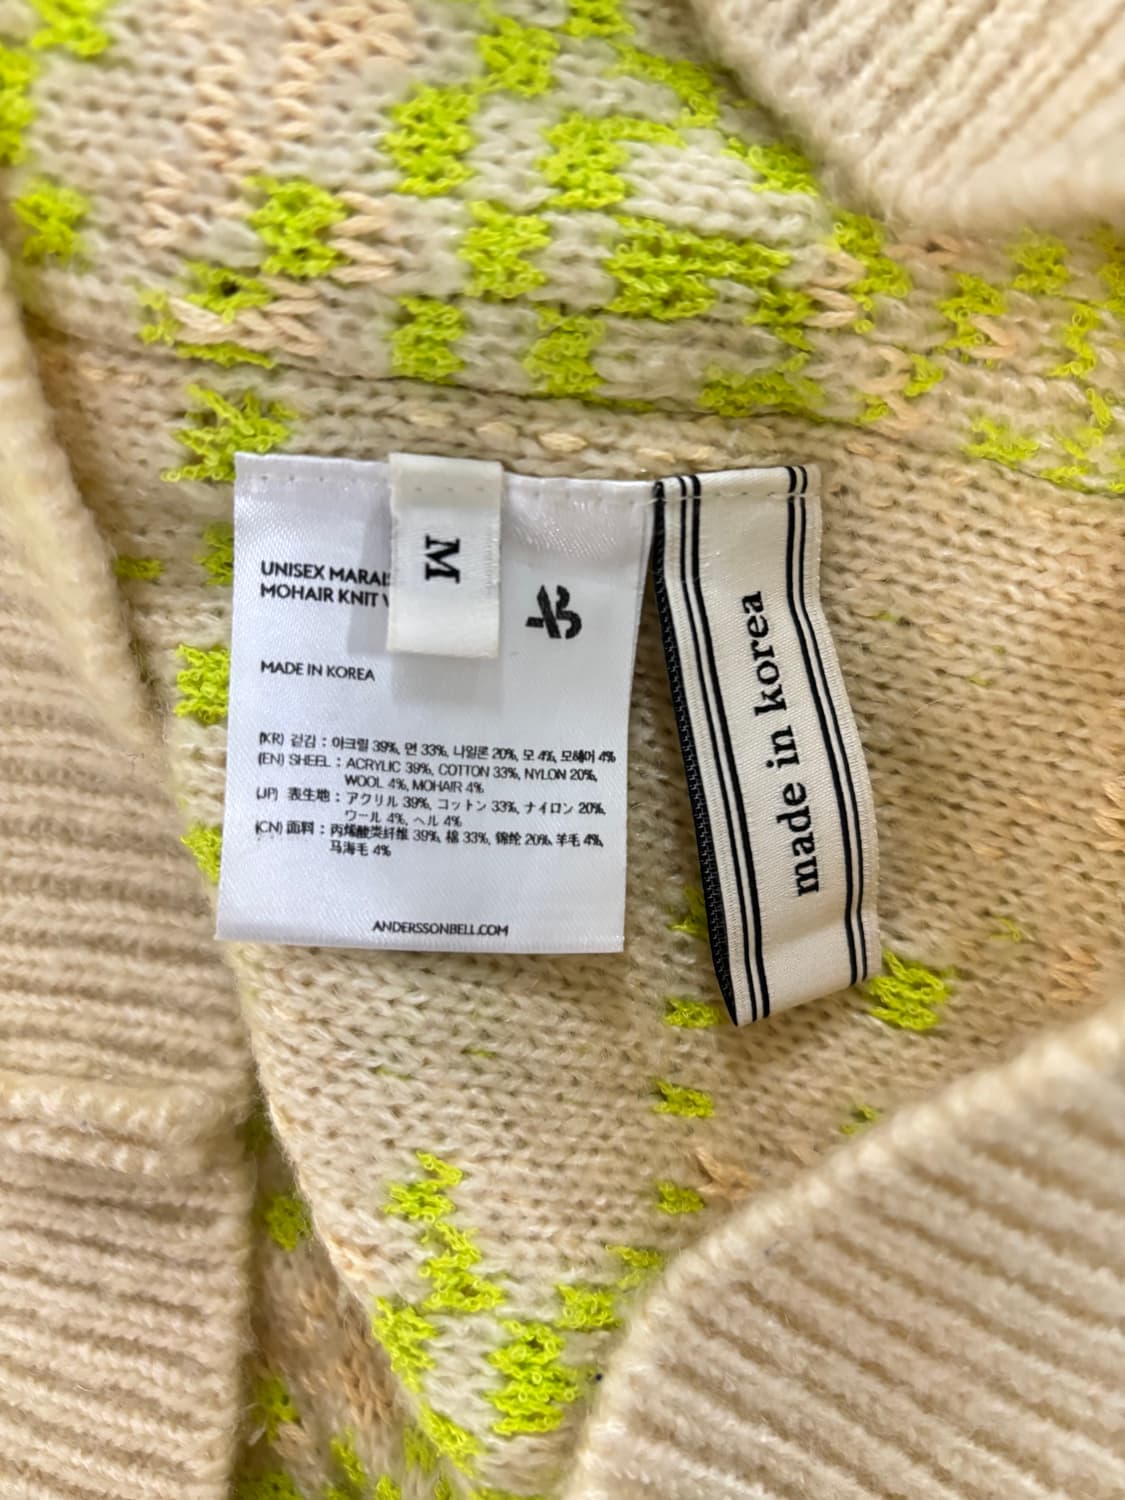 UNISEX MARAIS
MOHAIR KNIT
M
MADE IN KOREA
(KR) 겉감 : 아크릴 39%, 면 33%, 나일론 20%, 모 4%, 모헤어 4%
(EN) SHEEL : ACRYLIC 39%, COTTON 33%, NYLON 20%,
WOOL 4%, MOHAIR 4%
(JP) 表生地 : アクリル 39%, コットン 33%, ナイロン 20%,
ウール 4%, ヘル 4%
(CN) 面料 : 丙烯酸类纤维 39%, 棉 33%, 锦纶 20%, 羊毛 4%,
马海毛 4%
ANDERSSONBELL.COM
made in korea